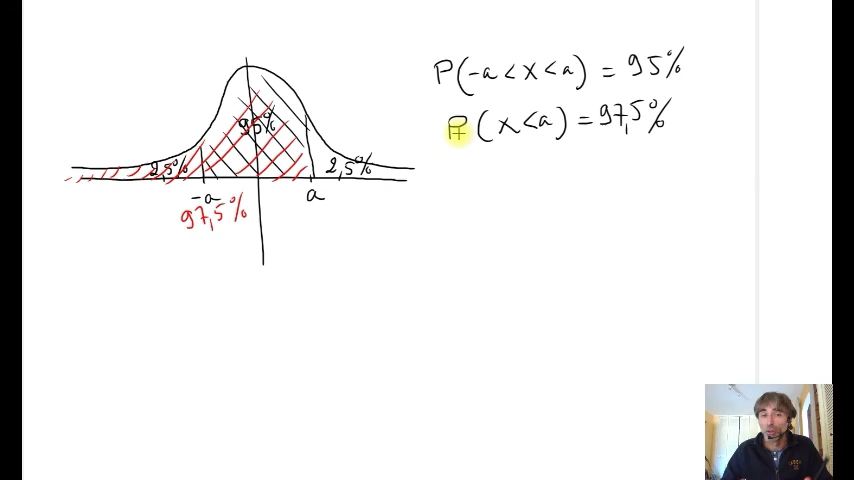 P(-a < x < a) = 95%
P(x < a) = 97,5%
95%
2,5% 2,5%
-a a
97,5%